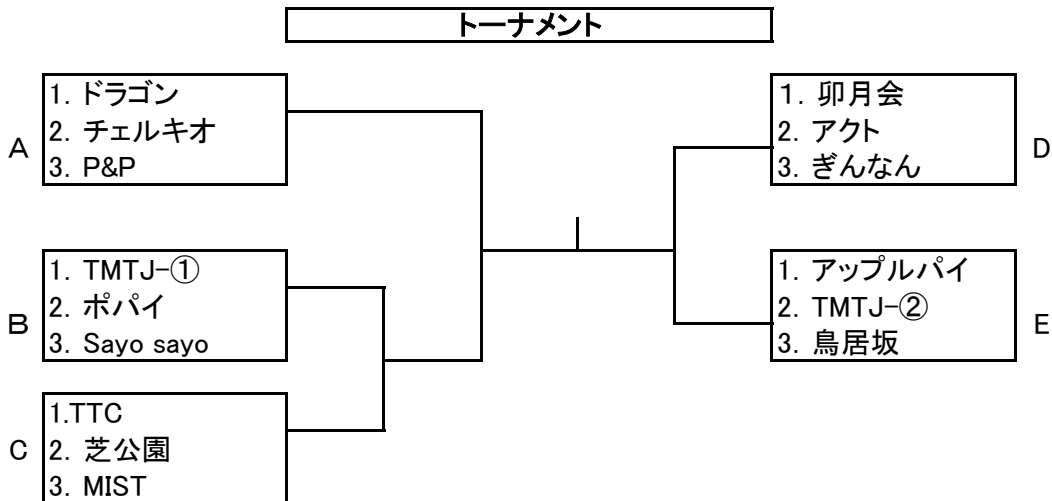 トーナメント
A
1. ドラゴン
2. チェルキオ
3. P&P
B
1. TMTJ-①
2. ポパイ
3. Sayo sayo
C
1.TTC
2. 芝公園
3. MIST
D
1. 卯月会
2. アクト
3. ぎんなん
E
1. アップルパイ
2. TMTJ-②
3. 鳥居坂